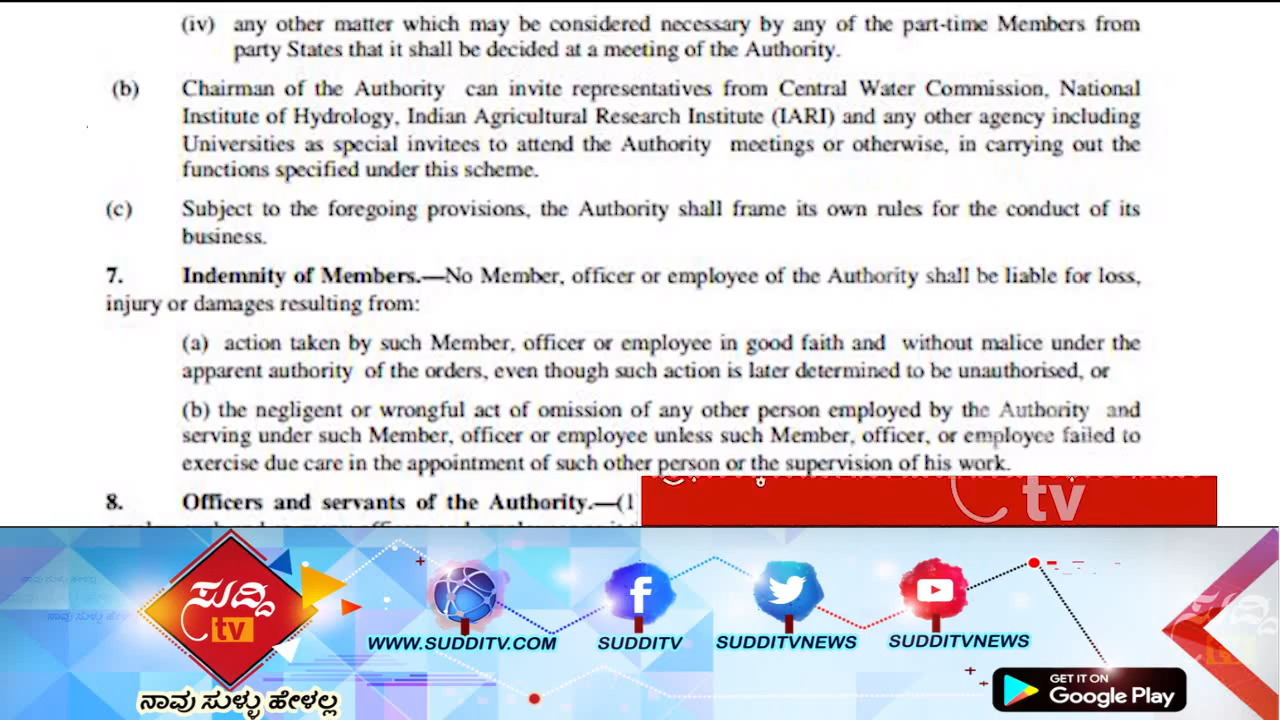 (iv) any other matter which may be considered necessary by any of the part-time Members from
party States that it shall be decided at a meeting of the Authority.
(b) Chairman of the Authority can invite representatives from Central Water Commission, National
Institute of Hydrology, Indian Agricultural Research Institute (IARI) and any other agency including
Universities as special invitees to attend the Authority meetings or otherwise, in carrying out the
functions specified under this scheme.
(c) Subject to the foregoing provisions, the Authority shall frame its own rules for the conduct of its
business.
7. Indemnity of Members.—No Member, officer or employee of the Authority shall be liable for loss,
injury or damages resulting from:
(a) action taken by such Member, officer or employee in good faith and without malice under the
apparent authority of the orders, even though such action is later determined to be unauthorised, or
(b) the negligent or wrongful act of omission of any other person employed by the Authority and
serving under such Member, officer or employee unless such Member, officer, or employee failed to
exercise due care in the appointment of such other person or the supervision of his work.
8. Officers and servants of the Authority.—(1
tv
ಸುದ್ದಿ
tv
ನಾವು ಸುಳ್ಳು ಹೇಳಲ್ಲ
WWW.SUDDITV.COM
SUDDITV
SUDDITVNEWS
SUDDITVNEWS
GET IT ON
Google Play